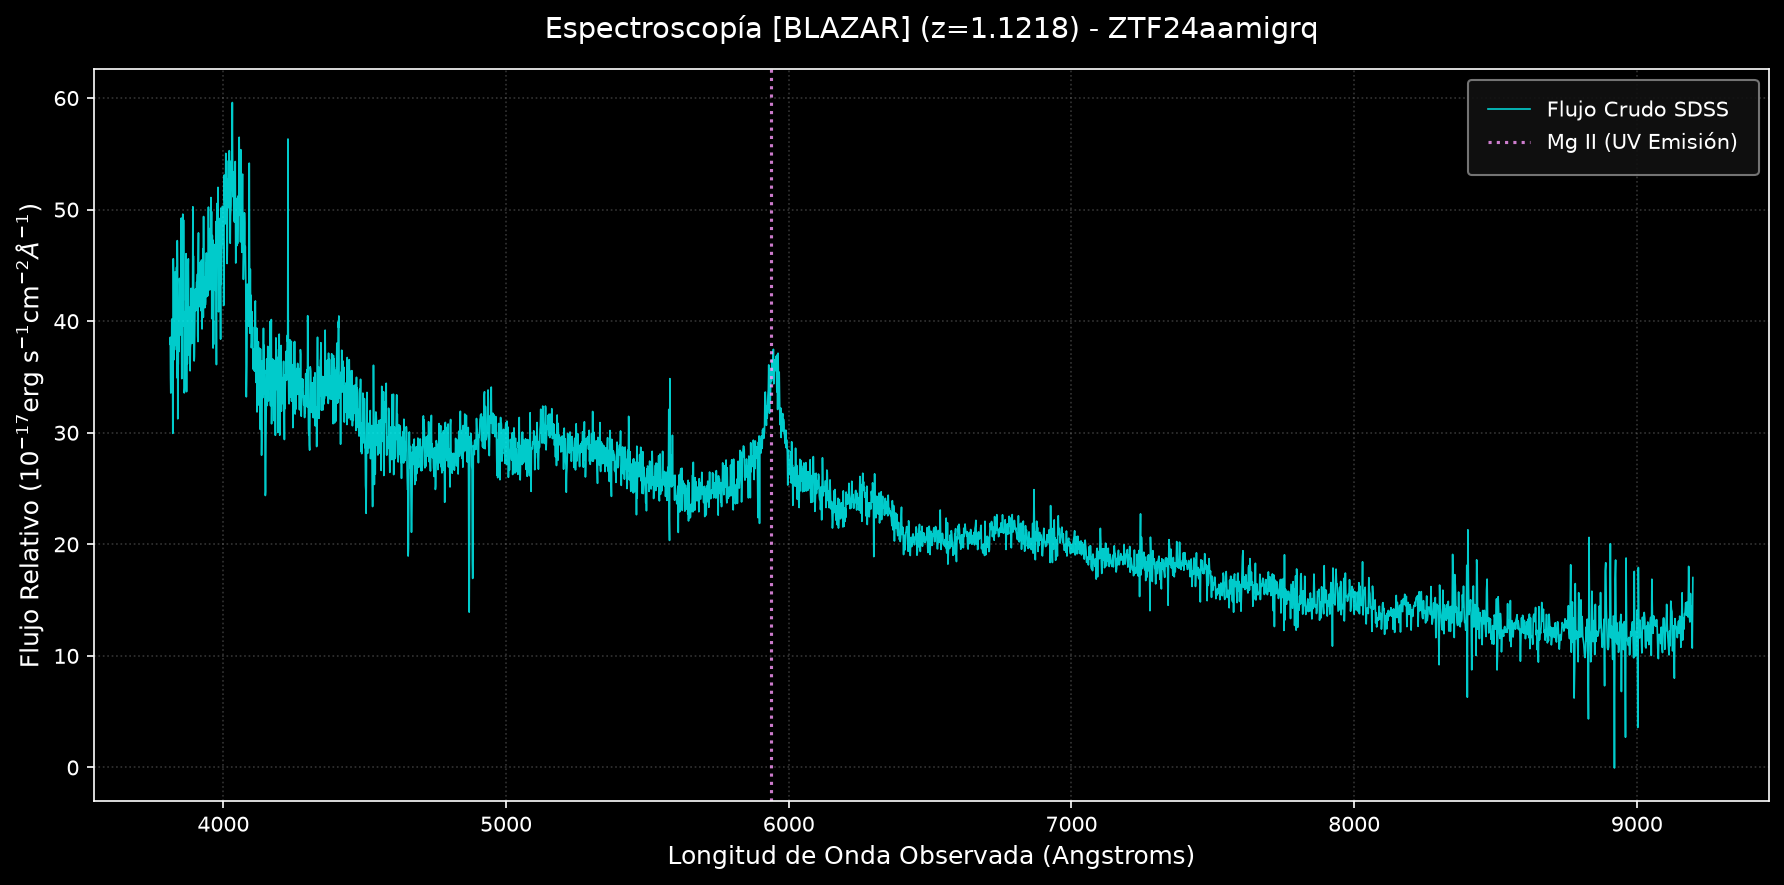 Espectroscopía [BLAZAR] (z=1.1218) - ZTF24aamigrq
Flujo Crudo SDSS
Mg II (UV Emisión)
Flujo Relativo (10⁻¹⁷erg s⁻¹cm⁻²Å⁻¹)
60
50
40
30
20
10
0
4000 5000 6000 7000 8000 9000
Longitud de Onda Observada (Angstroms)